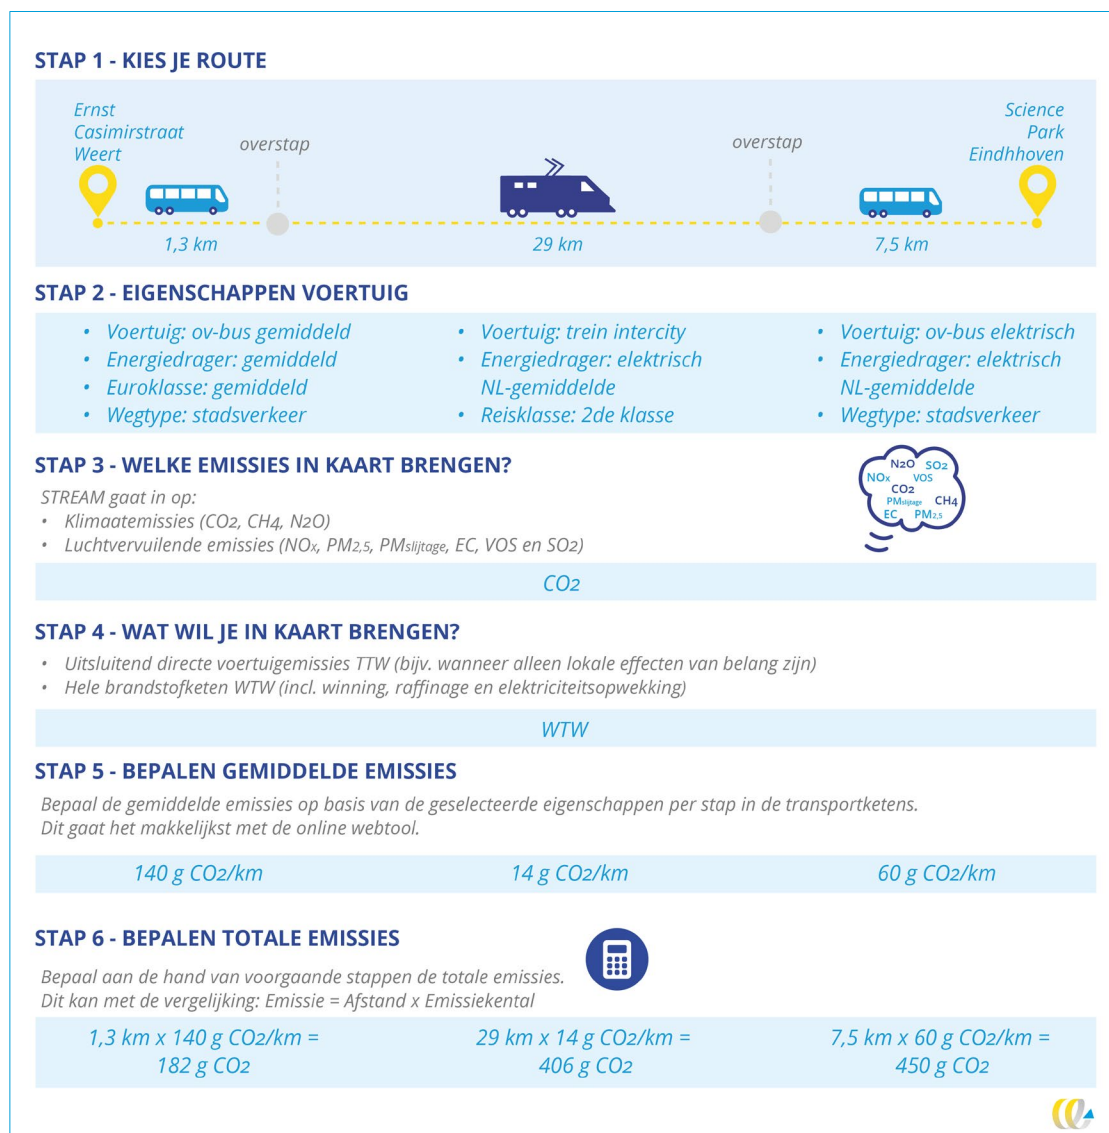 STAP 1 - KIES JE ROUTE
Ernst
Casimirstraat
Weert
overstap
overstap
Science
Park
Eindhhoven
1,3 km
29 km
7,5 km
STAP 2 - EIGENSCHAPPEN VOERTUIG
• Voertuig: ov-bus gemiddeld
• Energiedrager: gemiddeld
• Euroklasse: gemiddeld
• Wegtype: stadsverkeer
• Voertuig: trein intercity
• Energiedrager: elektrisch
NL-gemiddelde
• Reisklasse: 2de klasse
• Voertuig: ov-bus elektrisch
• Energiedrager: elektrisch
NL-gemiddelde
• Wegtype: stadsverkeer
STAP 3 - WELKE EMISSIES IN KAART BRENGEN?
STREAM gaat in op:
• Klimaatemissies (CO2, CH4, N2O)
• Luchtvervuilende emissies (NOx, PM2,5, PMslijtage, EC, VOS en SO2)
N2O SO2
NOx VOS
CO2
PMslijtage CH4
EC PM2,5
CO2
STAP 4 - WAT WIL JE IN KAART BRENGEN?
• Uitsluitend directe voertuigemissies TTW (bijv. wanneer alleen lokale effecten van belang zijn)
• Hele brandstofketen WTW (incl. winning, raffinage en elektriciteitsopwekking)
WTW
STAP 5 - BEPALEN GEMIDDELDE EMISSIES
Bepaal de gemiddelde emissies op basis van de geselecteerde eigenschappen per stap in de transportketens.
Dit gaat het makkelijkst met de online webtool.
140 g CO2/km
14 g CO2/km
60 g CO2/km
STAP 6 - BEPALEN TOTALE EMISSIES
Bepaal aan de hand van voorgaande stappen de totale emissies.
Dit kan met de vergelijking: Emissie = Afstand x Emissiekental
1,3 km x 140 g CO2/km =
182 g CO2
29 km x 14 g CO2/km =
406 g CO2
7,5 km x 60 g CO2/km =
450 g CO2